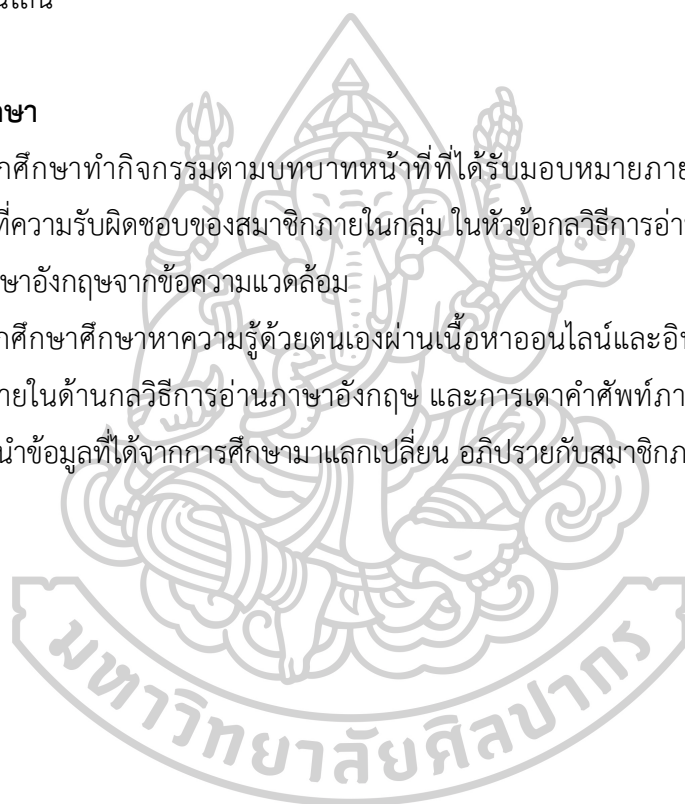 กษา
กศึกษาทำกิจกรรมตามบทบาทหน้าที่ที่ได้รับมอบหมายภาย
ที่ความรับผิดชอบของสมาชิกภายในกลุ่ม ในหัวข้อกลวิธีการอ่า
ษาอังกฤษจากข้อความแวดล้อม
กศึกษาศึกษาหาความรู้ด้วยตนเองผ่านเนื้อหาออนไลน์และอิน
ายในด้านกลวิธีการอ่านภาษาอังกฤษ และการเดาคำศัพท์ภา
นำข้อมูลที่ได้จากการศึกษามาแลกเปลี่ยน อภิปรายกับสมาชิกภ
มหาวิทยาลัยศิลปากร